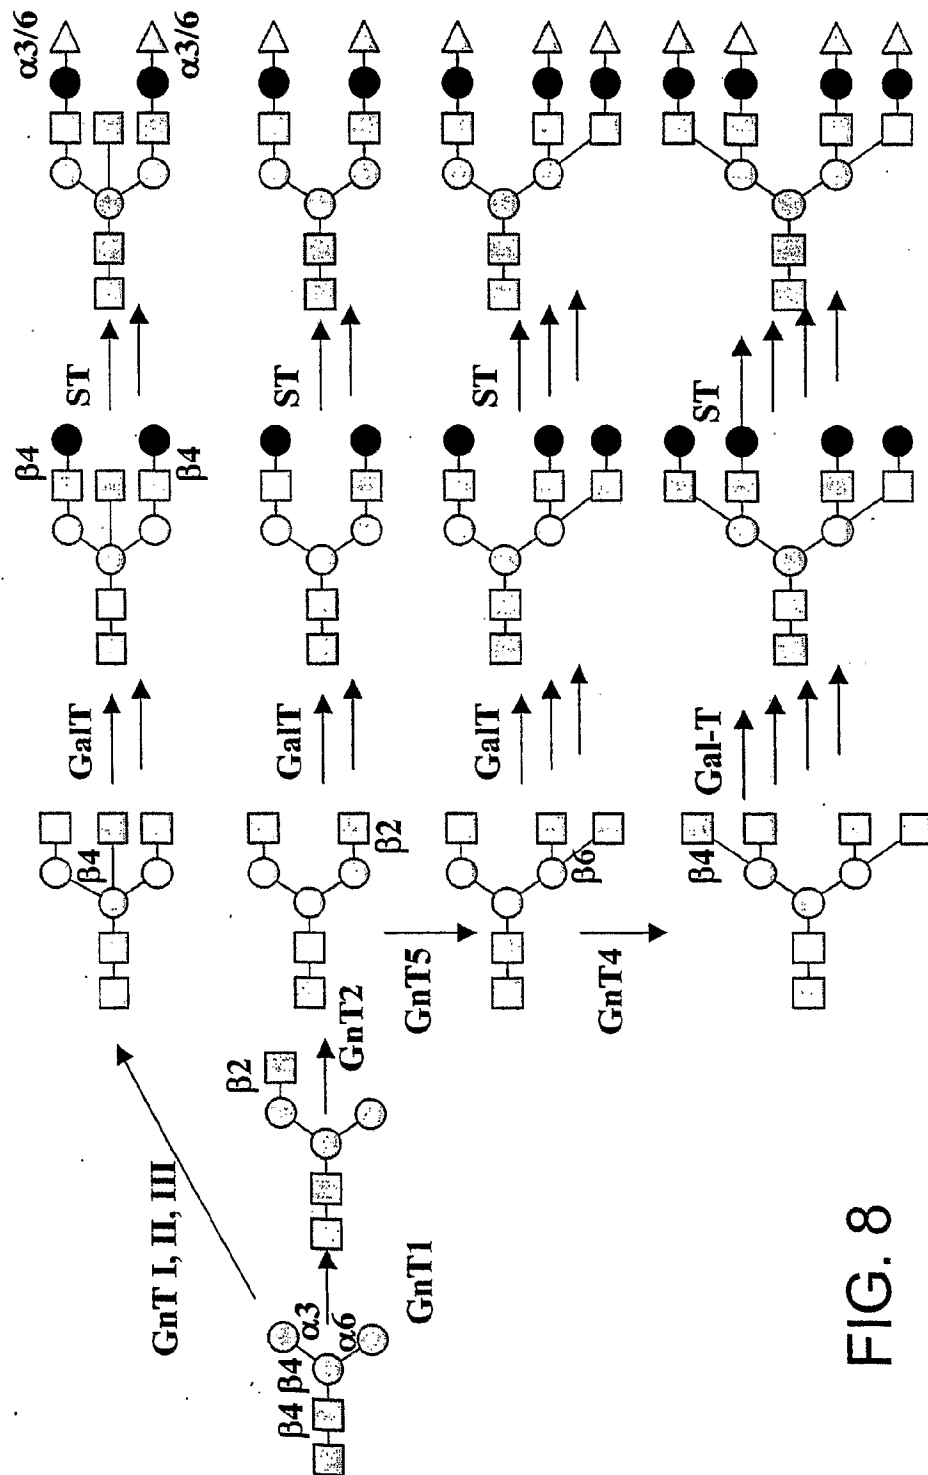 α3/6
β4
GnT I, II, III
β4
GalT
ST
β4
α3/6
β4 β4
α3
α6
β2
GalT
ST
GnT1
GnT2
β2
GnT5
GalT
ST
β6
GnT4
β4
Gal-T
ST
FIG. 8